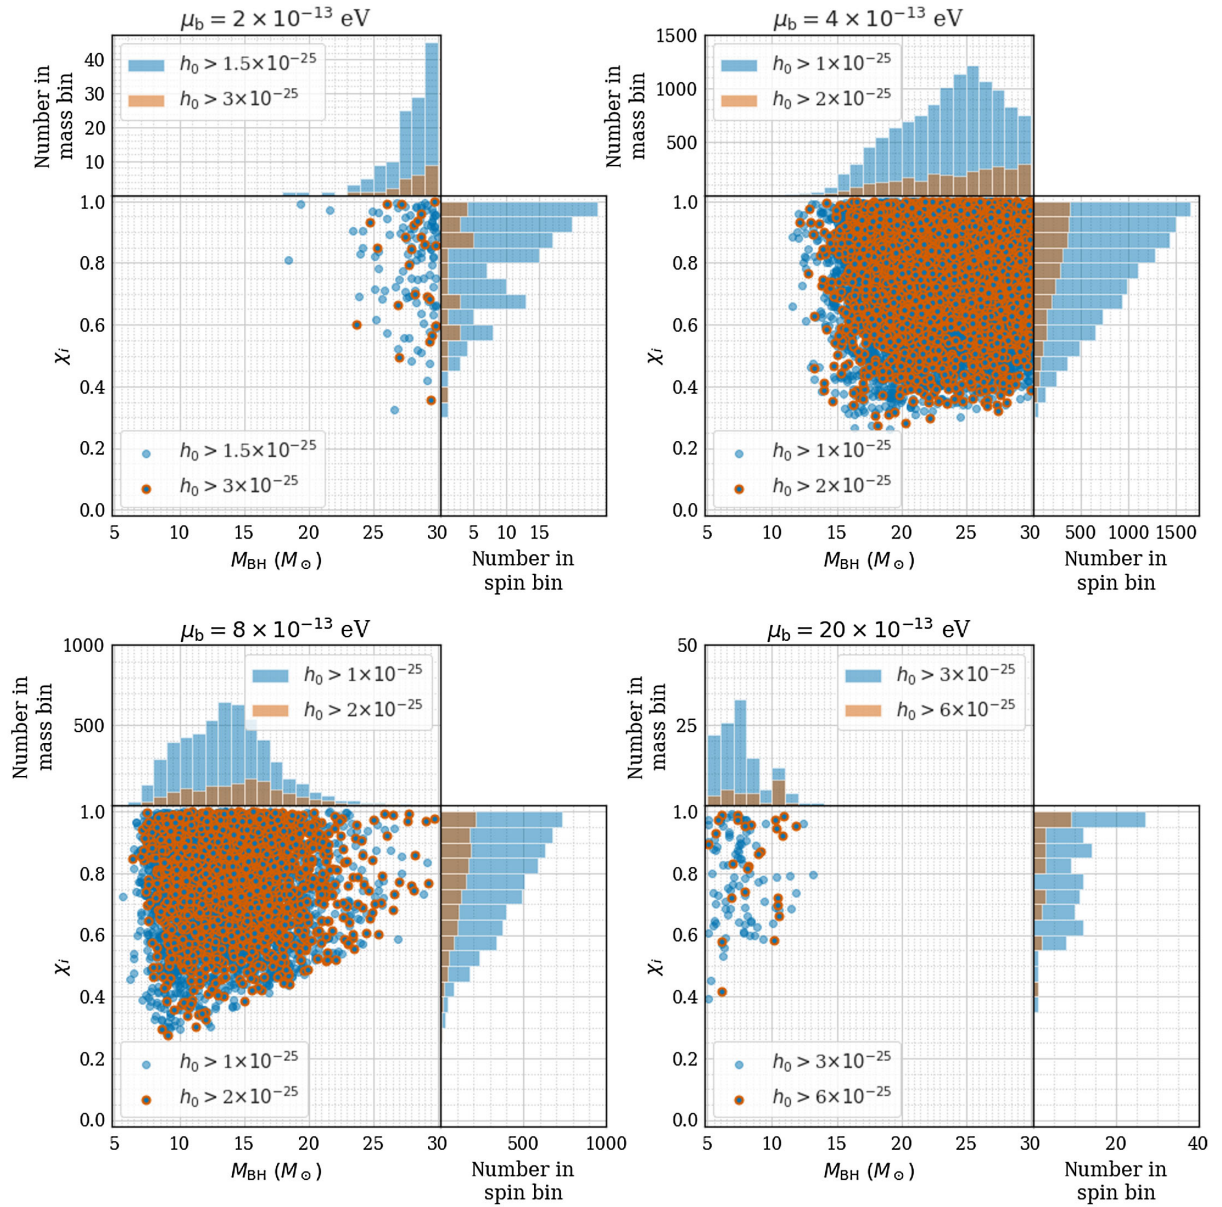 μb = 2 × 10⁻¹³ eV
Number in
mass bin
40
30
20
10
h₀ > 1.5×10⁻²⁵
h₀ > 3×10⁻²⁵
χᵢ
1.0
0.8
0.6
0.4
0.2
0.0
h₀ > 1.5×10⁻²⁵
h₀ > 3×10⁻²⁵
5 10 15 20 25 30 5 10 15
M_BH (M⊙)
Number in
spin bin
μb = 4 × 10⁻¹³ eV
Number in
mass bin
1500
1000
500
h₀ > 1×10⁻²⁵
h₀ > 2×10⁻²⁵
χᵢ
1.0
0.8
0.6
0.4
0.2
0.0
h₀ > 1×10⁻²⁵
h₀ > 2×10⁻²⁵
5 10 15 20 25 30 500 1000 1500
M_BH (M⊙)
Number in
spin bin
μb = 8 × 10⁻¹³ eV
Number in
mass bin
1000
500
h₀ > 1×10⁻²⁵
h₀ > 2×10⁻²⁵
χᵢ
1.0
0.8
0.6
0.4
0.2
0.0
h₀ > 1×10⁻²⁵
h₀ > 2×10⁻²⁵
5 10 15 20 25 30 500 1000
M_BH (M⊙)
Number in
spin bin
μb = 20 × 10⁻¹³ eV
Number in
mass bin
50
25
h₀ > 3×10⁻²⁵
h₀ > 6×10⁻²⁵
χᵢ
1.0
0.8
0.6
0.4
0.2
0.0
h₀ > 3×10⁻²⁵
h₀ > 6×10⁻²⁵
5 10 15 20 25 30 20 40
M_BH (M⊙)
Number in
spin bin